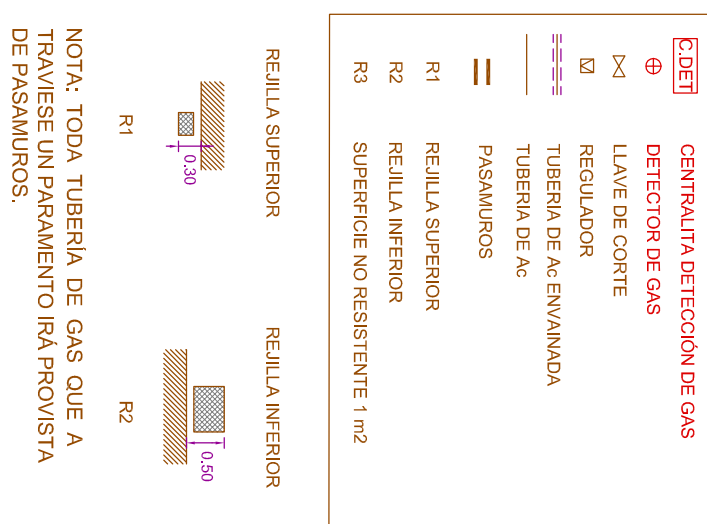 C.DET CENTRALITA DETECCIÓN DE GAS
DETECTOR DE GAS
LLAVE DE CORTE
REGULADOR
TUBERIA DE Ac ENVAINADA
TUBERIA DE Ac
PASAMUROS
R1 REJILLA SUPERIOR
R2 REJILLA INFERIOR
R3 SUPERFICIE NO RESISTENTE 1 m2
REJILLA SUPERIOR
0.30
R1
REJILLA INFERIOR
0.50
R2
NOTA: TODA TUBERÍA DE GAS QUE A
TRAVIESE UN PARAMENTO IRÁ PROVISTA
DE PASAMUROS.